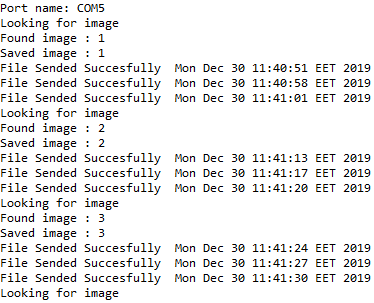 Port name: COM5
Looking for image
Found image : 1
Saved image : 1
File Sended Succesfully  Mon Dec 30 11:40:51 EET 2019
File Sended Succesfully  Mon Dec 30 11:40:58 EET 2019
File Sended Succesfully  Mon Dec 30 11:41:01 EET 2019
Looking for image
Found image : 2
Saved image : 2
File Sended Succesfully  Mon Dec 30 11:41:13 EET 2019
File Sended Succesfully  Mon Dec 30 11:41:17 EET 2019
File Sended Succesfully  Mon Dec 30 11:41:20 EET 2019
Looking for image
Found image : 3
Saved image : 3
File Sended Succesfully  Mon Dec 30 11:41:24 EET 2019
File Sended Succesfully  Mon Dec 30 11:41:27 EET 2019
File Sended Succesfully  Mon Dec 30 11:41:30 EET 2019
Looking for image